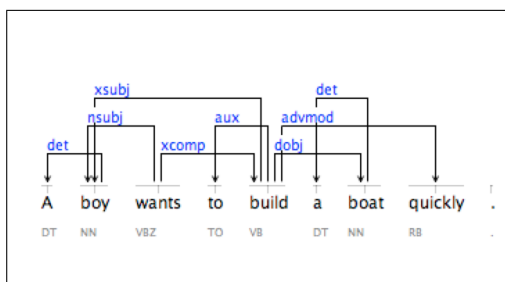 xsubj det
nsubj aux advmod
det xcomp dobj
A boy wants to build a boat quickly .
DT NN VBZ TO VB DT NN RB .